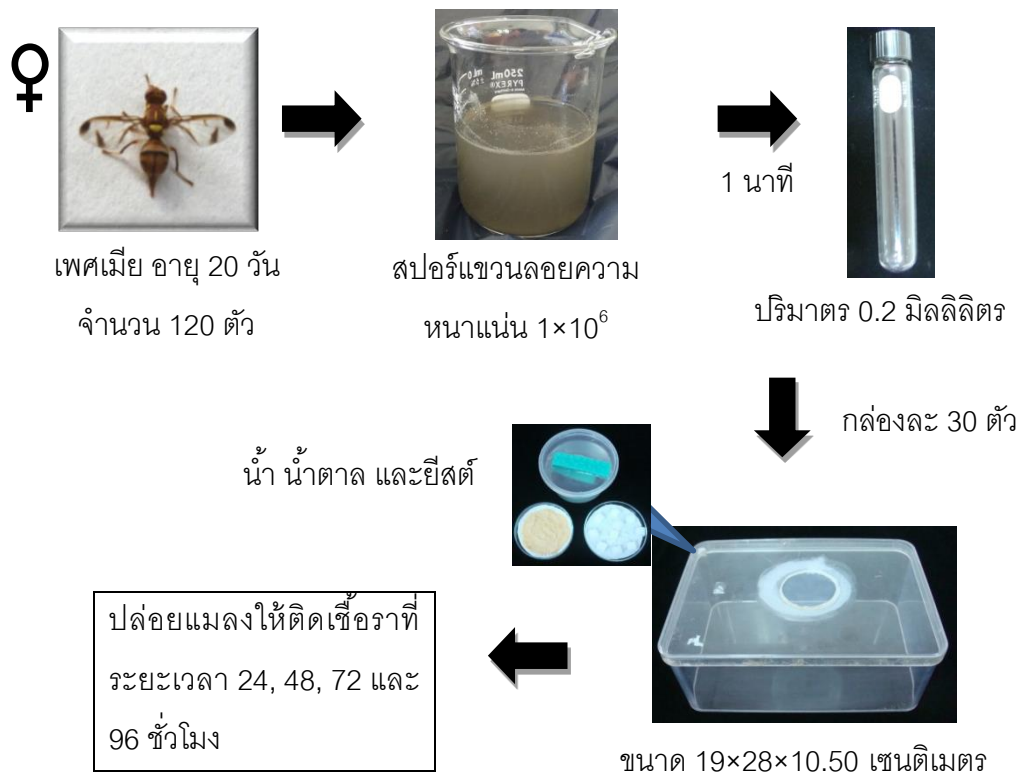 ♀
เพศเมีย อายุ 20 วัน
จำนวน 120 ตัว
250mL
PYREX®
สปอร์แขวนลอยความ
หนาแน่น 1×10⁶
1 นาที
ปริมาตร 0.2 มิลลิลิตร
กล่องละ 30 ตัว
น้ำ น้ำตาล และยีสต์
ขนาด 19×28×10.50 เซนติเมตร
ปล่อยแมลงให้ติดเชื้อราที่
ระยะเวลา 24, 48, 72 และ
96 ชั่วโมง